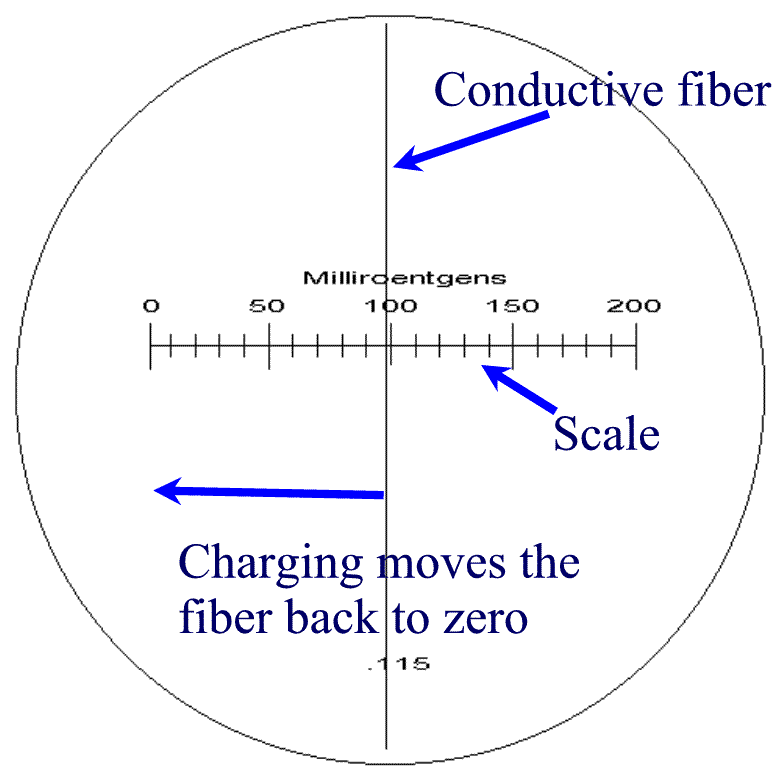 Conductive fiber
Milliroentgens
0 50 100 150 200
Scale
Charging moves the
fiber back to zero
.115